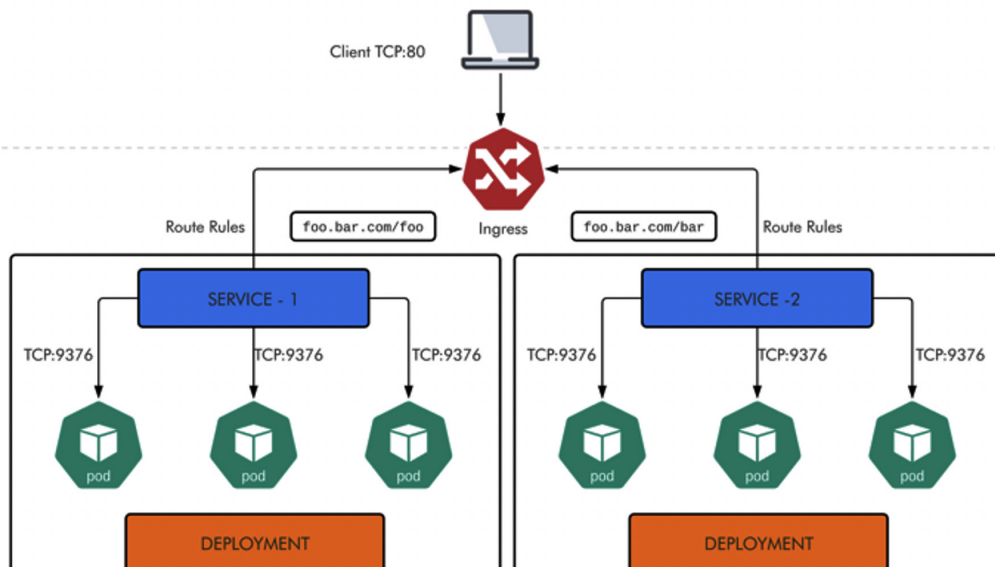 Client TCP:80
Route Rules
foo.bar.com/foo
Ingress
foo.bar.com/bar
Route Rules
SERVICE - 1
SERVICE -2
TCP:9376
TCP:9376
TCP:9376
TCP:9376
TCP:9376
TCP:9376
pod
pod
pod
pod
pod
pod
DEPLOYMENT
DEPLOYMENT